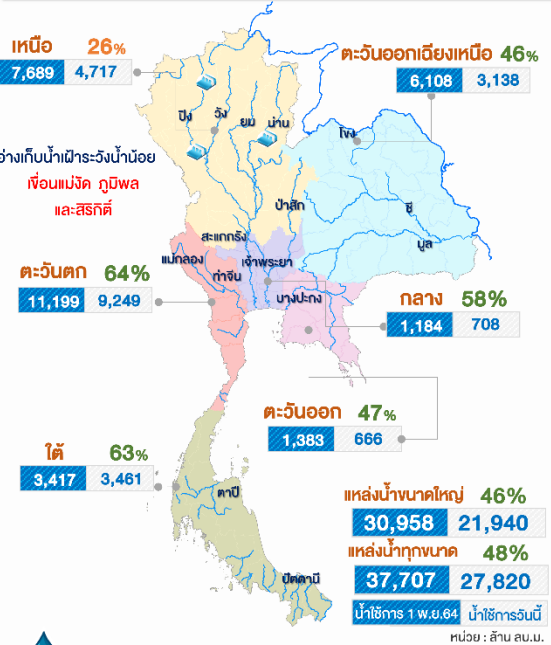 เหนือ 26%
7,689 4,717
ตะวันออกเฉียงเหนือ 46%
6,108 3,138
ปิง
วัง
ยม
น่าน
โขง
อ่างเก็บน้ำเฝ้าระวังน้ำน้อย
เขื่อนแม่งัด ภูมิพล
และสิริกิติ์
ป่าสัก
ชี
มูล
สะแกกรัง
แม่กลอง
ท่าจีน
เจ้าพระยา
บางปะกง
ตะวันตก 64%
11,199 9,249
กลาง 58%
1,184 708
ตะวันออก 47%
1,383 666
ใต้ 63%
3,417 3,461
ตาปี
ปัตตานี
แหล่งน้ำขนาดใหญ่ 46%
30,958 21,940
แหล่งน้ำทุกขนาด 48%
37,707 27,820
น้ำใช้การ 1 พ.ย.64 น้ำใช้การวันนี้
หน่วย : ล้าน ลบ.ม.